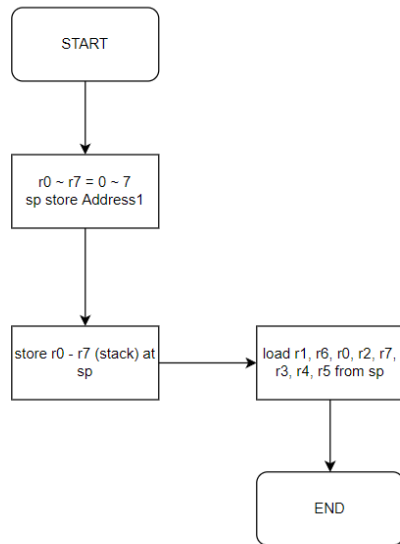 START
r0 ~ r7 = 0 ~ 7
sp store Address1
store r0 - r7 (stack) at
sp
load r1, r6, r0, r2, r7,
r3, r4, r5 from sp
END